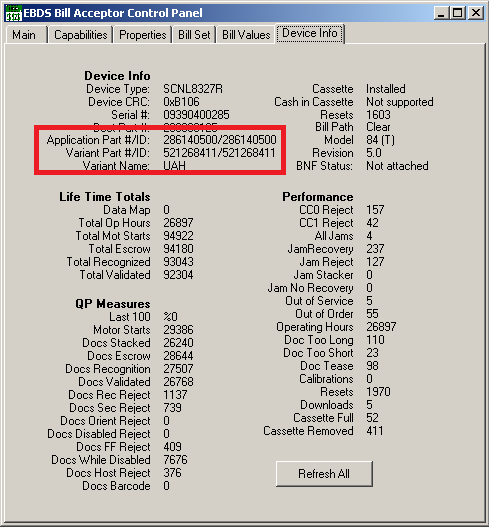 EBDS Bill Acceptor Control Panel
Main Capabilities Properties Bill Set Bill Values Device Info
Device Info
Device Type: SCNL8327R
Device CRC: 0xB106
Serial #: 09390400285
Application Part #/ID: 286140500/286140500
Variant Part #/ID: 521268411/521268411
Variant Name: UAH
Cassette Installed
Cash in Cassette Not supported
Resets 1603
Bill Path Clear
Model 84 (T)
Revision 5.0
BNF Status: Not attached
Life Time Totals
Data Map 0
Total Op Hours 26897
Total Mot Starts 94922
Total Escrow 94180
Total Recognized 93043
Total Validated 92304
QP Measures
Last 100 %0
Motor Starts 29386
Docs Stacked 26240
Docs Escrow 28644
Docs Recognition 27507
Docs Validated 26768
Docs Rec Reject 1137
Docs Sec Reject 739
Docs Orient Reject 0
Docs Disabled Reject 0
Docs FF Reject 409
Docs While Disabled 7676
Docs Host Reject 376
Docs Barcode 0
Performance
CC0 Reject 157
CC1 Reject 42
All Jams 4
JamRecovery 237
Jam Reject 127
Jam Stacker 0
Jam No Recovery 0
Out of Service 5
Out of Order 55
Operating Hours 26897
Doc Too Long 110
Doc Too Short 23
Doc Tease 98
Calibrations 0
Resets 1970
Downloads 5
Cassette Full 52
Cassette Removed 411
Refresh All